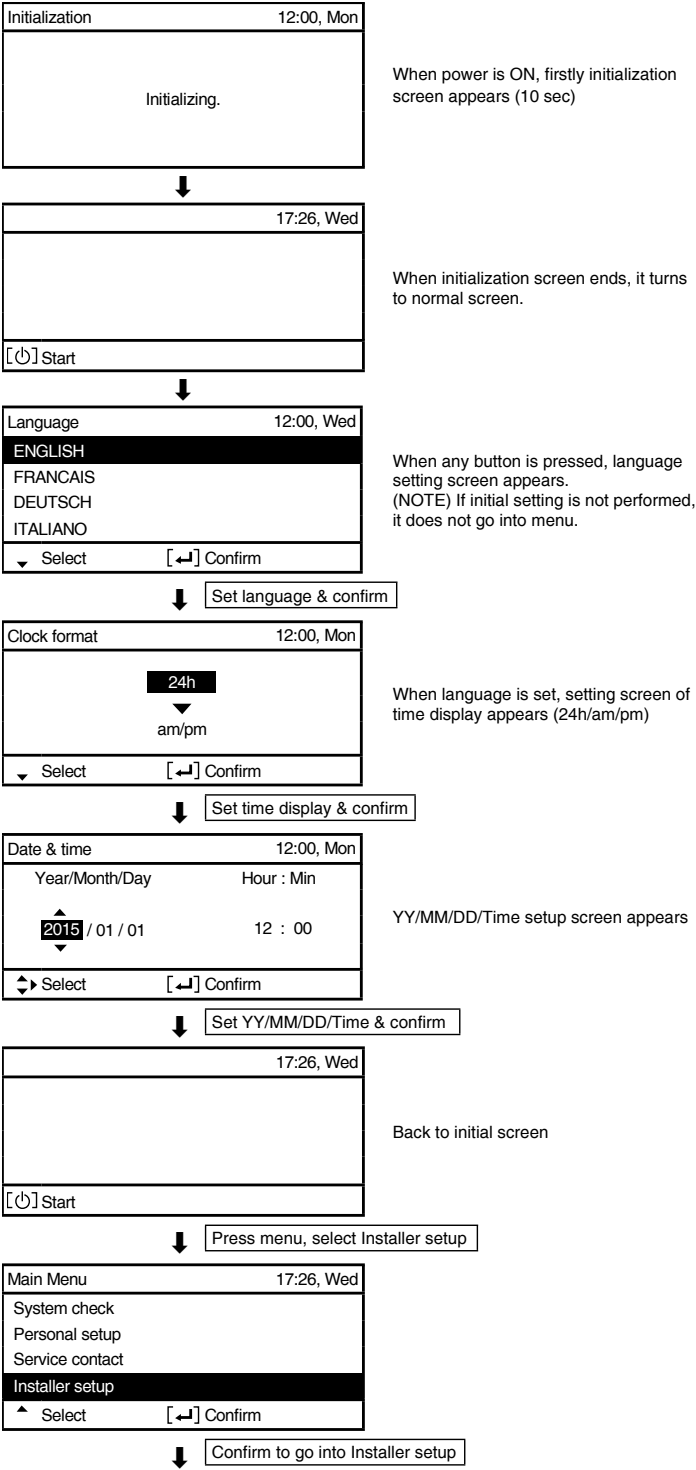 Initialization 12:00, Mon
Initializing.
When power is ON, firstly initialization
screen appears (10 sec)
17:26, Wed
Start
When initialization screen ends, it turns
to normal screen.
Language 12:00, Wed
ENGLISH
FRANCAIS
DEUTSCH
ITALIANO
Select [↵] Confirm
When any button is pressed, language
setting screen appears.
(NOTE) If initial setting is not performed,
it does not go into menu.
Set language & confirm
Clock format 12:00, Mon
24h
am/pm
Select [↵] Confirm
When language is set, setting screen of
time display appears (24h/am/pm)
Set time display & confirm
Date & time 12:00, Mon
Year/Month/Day Hour : Min
2015 / 01 / 01 12 : 00
Select [↵] Confirm
YY/MM/DD/Time setup screen appears
Set YY/MM/DD/Time & confirm
17:26, Wed
Start
Back to initial screen
Press menu, select Installer setup
Main Menu 17:26, Wed
System check
Personal setup
Service contact
Installer setup
Select [↵] Confirm
Confirm to go into Installer setup